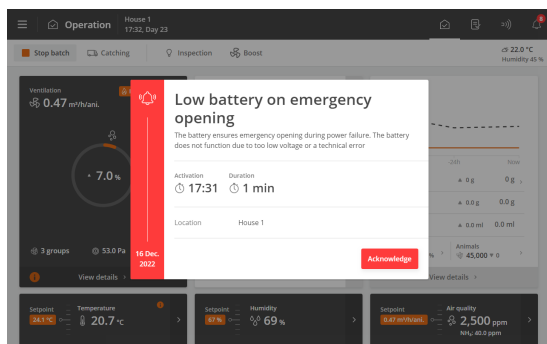 Operation
House 1
17:32, Day 23
8
Stop batch
Catching
Inspection
Boost
22.0 °C
Humidity 45 %
Ventilation
0.47 m³/h/ani.
7.0 %
3 groups
53.0 Pa
View details
16 Dec.
2022
Low battery on emergency
opening
The battery ensures emergency opening during power failure. The battery
does not function due to too low voltage or a technical error
Activation
Duration
17:31
1 min
Location
House 1
Acknowledge
-24h
Now
0 g
0 g
0.0 g
0.0 g
0.0 ml
0.0 ml
%
Animals
45,000
0
View details
Setpoint
24.1 °C
Temperature
20.7 °C
Setpoint
67 %
Humidity
69 %
Setpoint
0.47 m³/h/ani.
Air quality
2,500 ppm
NH₃: 40.0 ppm